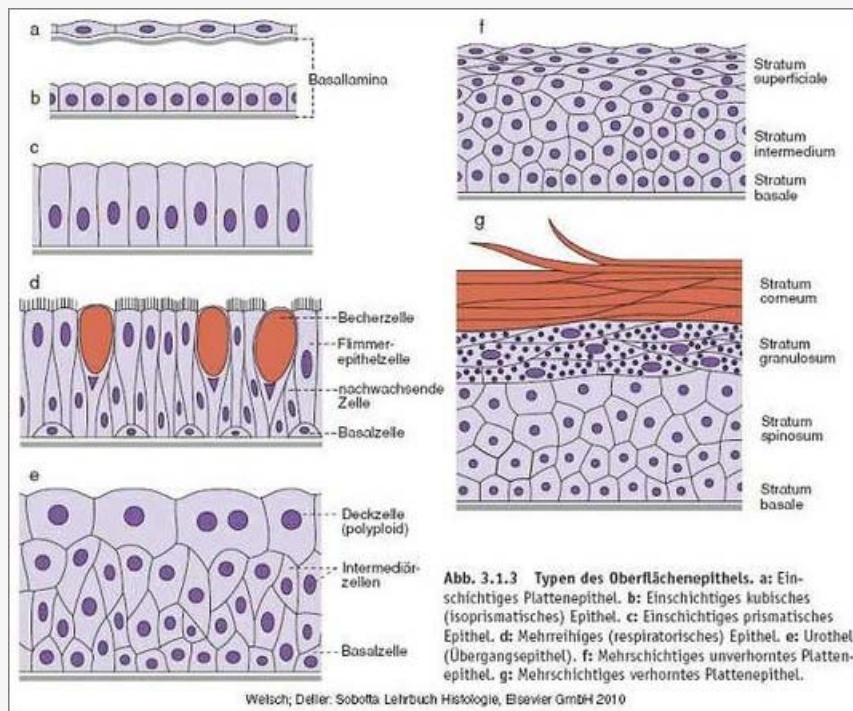 a
Basallamina
b
c
d
Becherzelle
Flimmer-
epithelzelle
nachwachsende
Zelle
Basalzelle
e
Deckzelle
(polyploid)
Intermediär-
zellen
Basalzelle
f
Stratum
superficiale
Stratum
intermedium
Stratum
basale
g
Stratum
corneum
Stratum
granulosum
Stratum
spinosum
Stratum
basale
Abb. 3.1.3 Typen des Oberflächenepithels. a: Ein-
schichtiges Plattenepithel. b: Einschichtiges kubisches
(isoprismatisches) Epithel. c: Einschichtiges prismatisches
Epithel. d: Mehrreihiges (respiratorisches) Epithel. e: Urothel
(Übergangsepithel). f: Mehrschichtiges unverhorntes Platten-
epithel. g: Mehrschichtiges verhorntes Plattenepithel.
Welsch; Deller: Sobotta Lehrbuch Histologie, Elsevier GmbH 2010